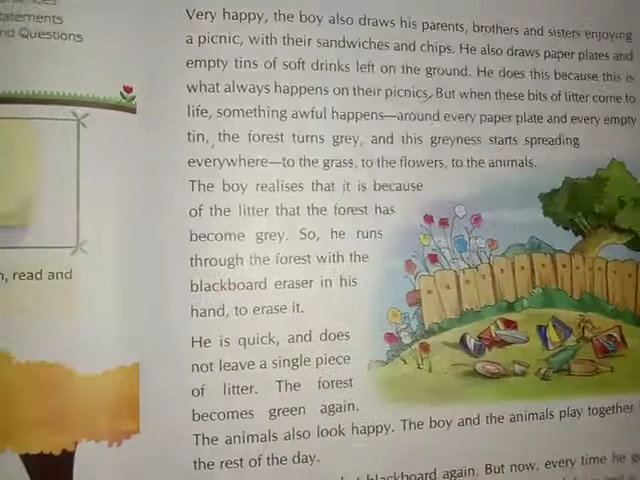 tatements
nd Questions
n, read and
Very happy, the boy also draws his parents, brothers and sisters enjoying
a picnic, with their sandwiches and chips. He also draws paper plates and
empty tins of soft drinks left on the ground. He does this because this is
what always happens on their picnics. But when these bits of litter come to
life, something awful happens—around every paper plate and every empty
tin, the forest turns grey, and this greyness starts spreading
everywhere—to the grass, to the flowers, to the animals.
The boy realises that it is because
of the litter that the forest has
become grey. So, he runs
through the forest with the
blackboard eraser in his
hand, to erase it.
He is quick, and does
not leave a single piece
of litter. The forest
becomes green again.
The animals also look happy. The boy and the animals play together
the rest of the day.
blackboard again. But now, every time he